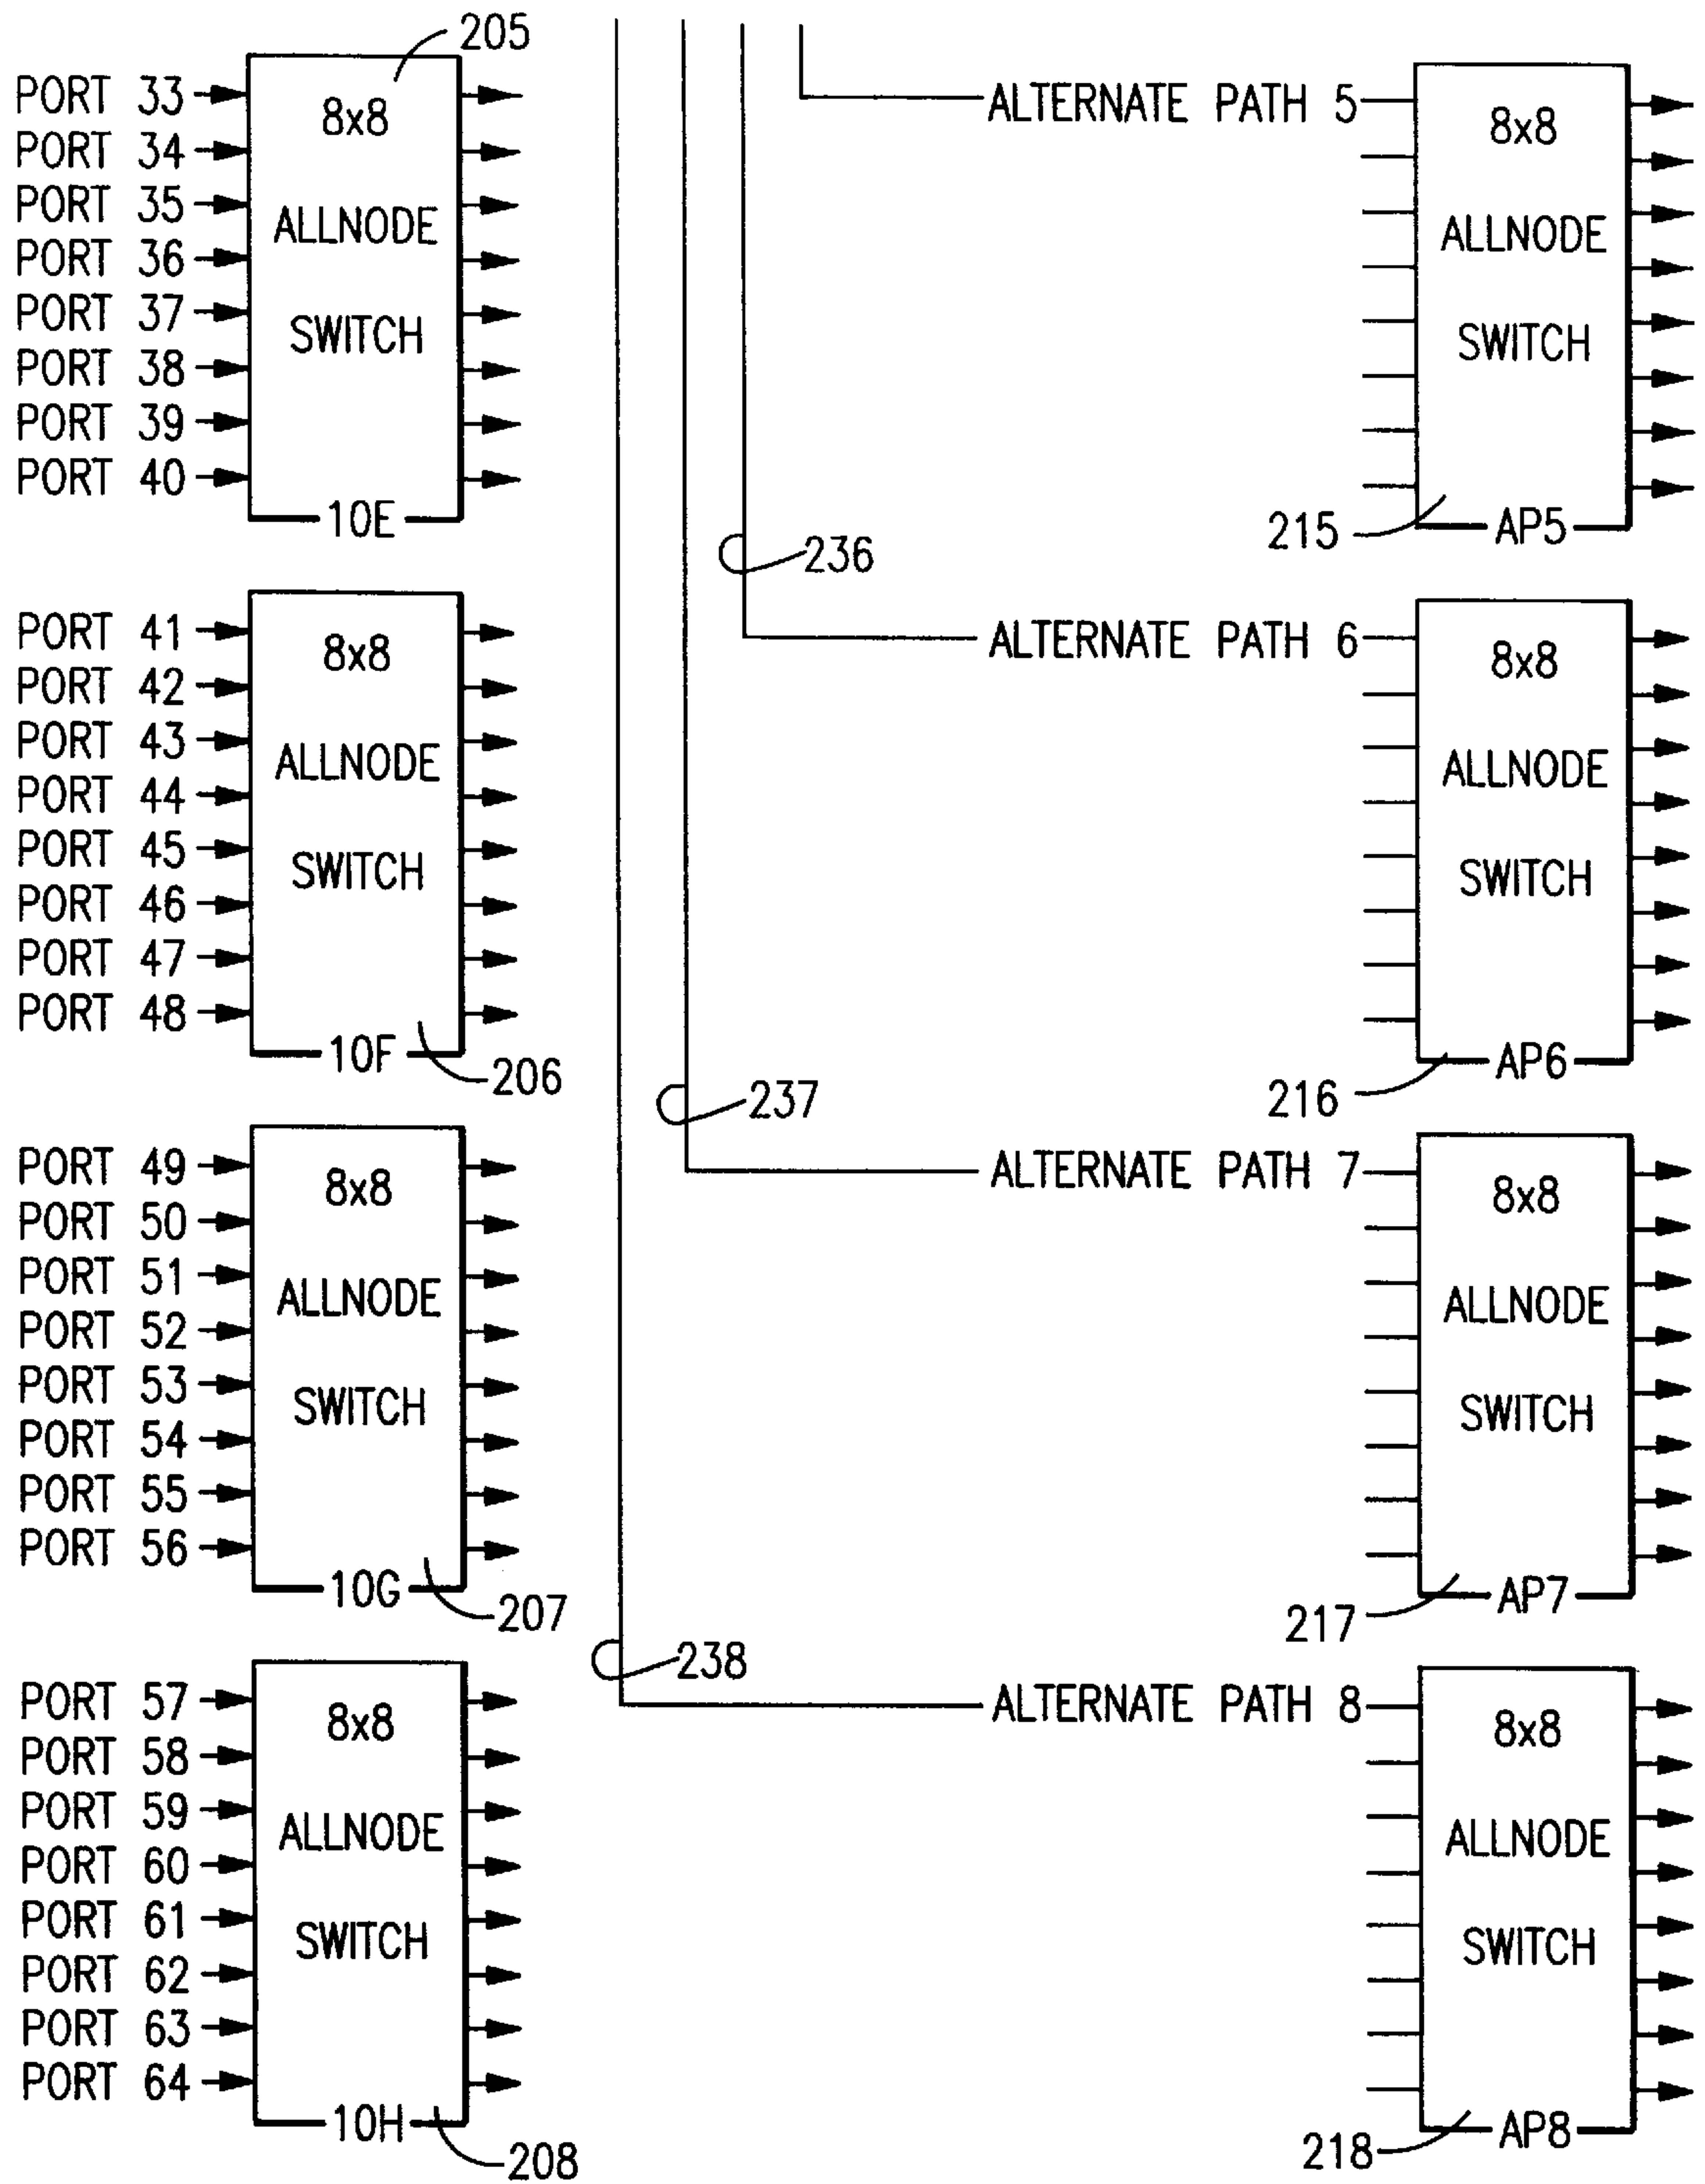 205
PORT 33
PORT 34
PORT 35
PORT 36
PORT 37
PORT 38
PORT 39
PORT 40
8x8
ALLNODE
SWITCH
10E
ALTERNATE PATH 5
8x8
ALLNODE
SWITCH
215
AP5
236
PORT 41
PORT 42
PORT 43
PORT 44
PORT 45
PORT 46
PORT 47
PORT 48
8x8
ALLNODE
SWITCH
10F
206
ALTERNATE PATH 6
8x8
ALLNODE
SWITCH
216
AP6
237
PORT 49
PORT 50
PORT 51
PORT 52
PORT 53
PORT 54
PORT 55
PORT 56
8x8
ALLNODE
SWITCH
10G
207
ALTERNATE PATH 7
8x8
ALLNODE
SWITCH
217
AP7
238
PORT 57
PORT 58
PORT 59
PORT 60
PORT 61
PORT 62
PORT 63
PORT 64
8x8
ALLNODE
SWITCH
10H
208
ALTERNATE PATH 8
8x8
ALLNODE
SWITCH
218
AP8